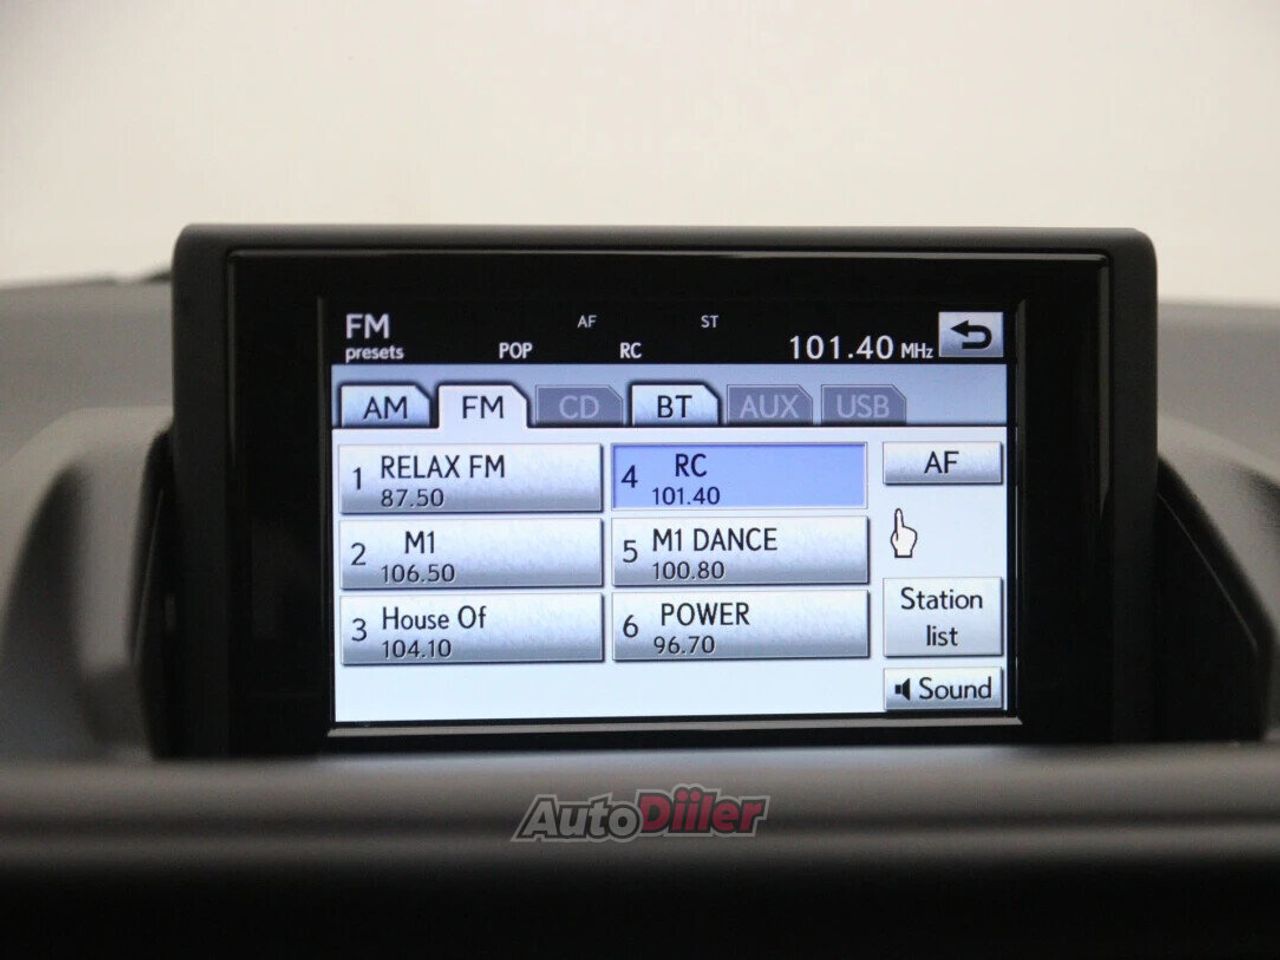 FM
AF ST
presets POP RC 101.40 MHz
AM FM CD BT AUX USB
1 RELAX FM
87.50
4 RC
101.40
AF
2 M1
106.50
5 M1 DANCE
100.80
3 House Of
104.10
6 POWER
96.70
Station
list
Sound
AutoDiiler